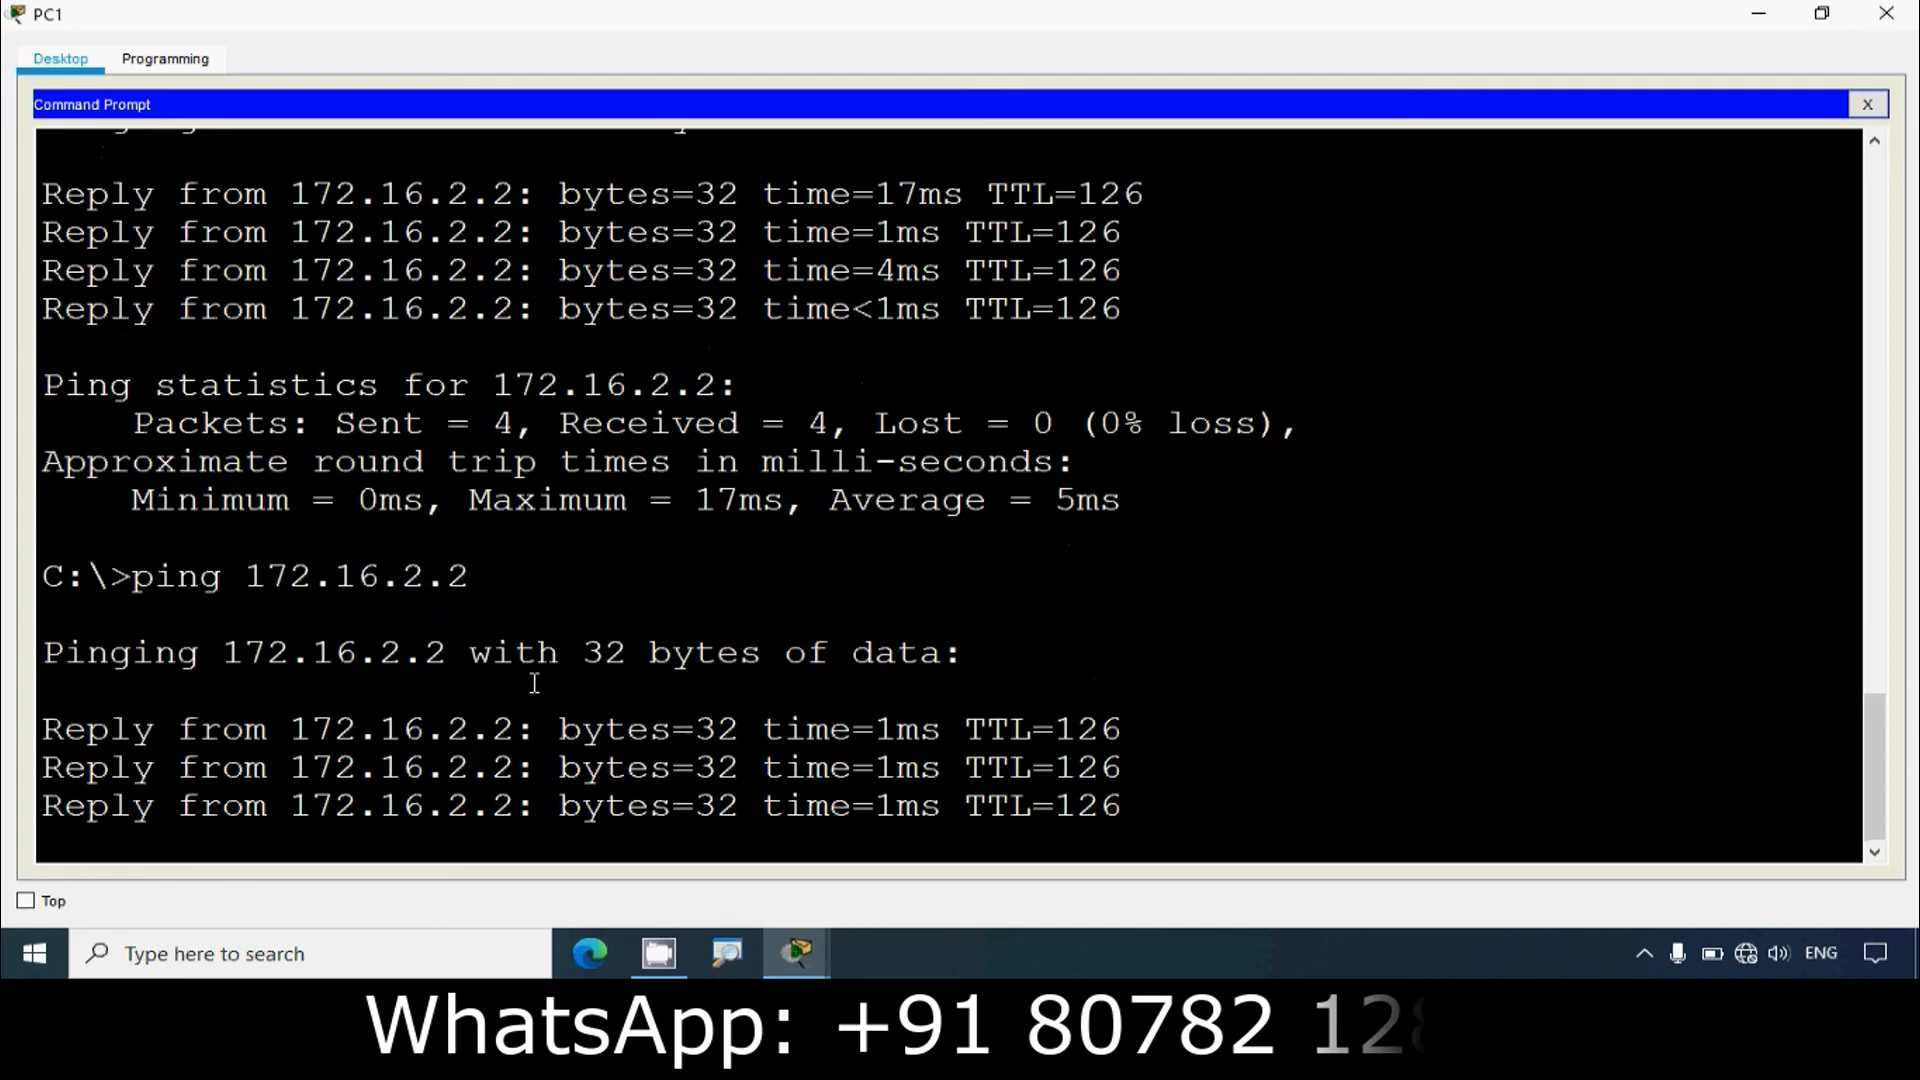 PC1
Desktop Programming
Command Prompt
X
Reply from 172.16.2.2: bytes=32 time=17ms TTL=126
Reply from 172.16.2.2: bytes=32 time=1ms TTL=126
Reply from 172.16.2.2: bytes=32 time=4ms TTL=126
Reply from 172.16.2.2: bytes=32 time<1ms TTL=126
Ping statistics for 172.16.2.2:
Packets: Sent = 4, Received = 4, Lost = 0 (0% loss),
Approximate round trip times in milli-seconds:
Minimum = 0ms, Maximum = 17ms, Average = 5ms
C:\>ping 172.16.2.2
Pinging 172.16.2.2 with 32 bytes of data:
Reply from 172.16.2.2: bytes=32 time=1ms TTL=126
Reply from 172.16.2.2: bytes=32 time=1ms TTL=126
Reply from 172.16.2.2: bytes=32 time=1ms TTL=126
Top
Type here to search
ENG
WhatsApp: +91 80782 12